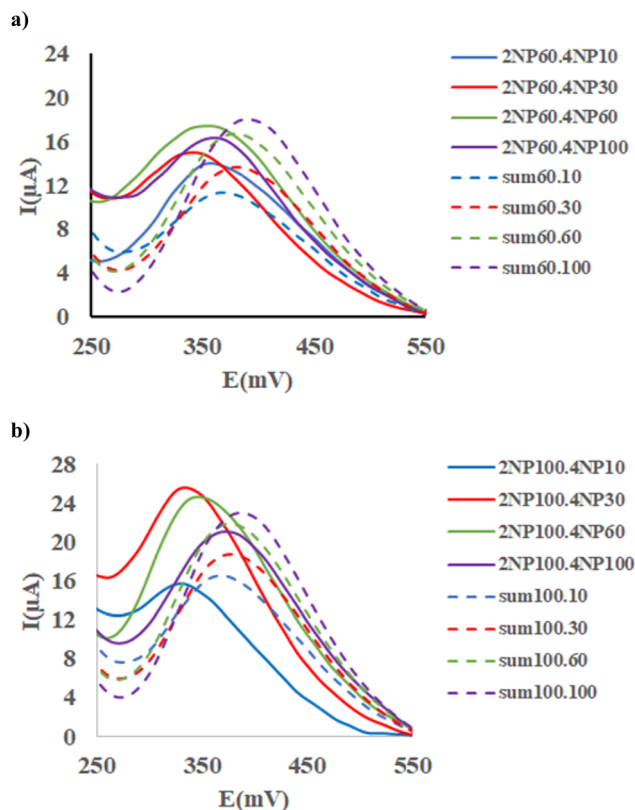 a)
24
20
16
12
8
4
0
I(µA)
250
350
450
550
E(mV)
2NP60.4NP10
2NP60.4NP30
2NP60.4NP60
2NP60.4NP100
sum60.10
sum60.30
sum60.60
sum60.100
b)
28
24
20
16
12
8
4
0
I(µA)
250
350
450
550
E(mV)
2NP100.4NP10
2NP100.4NP30
2NP100.4NP60
2NP100.4NP100
sum100.10
sum100.30
sum100.60
sum100.100